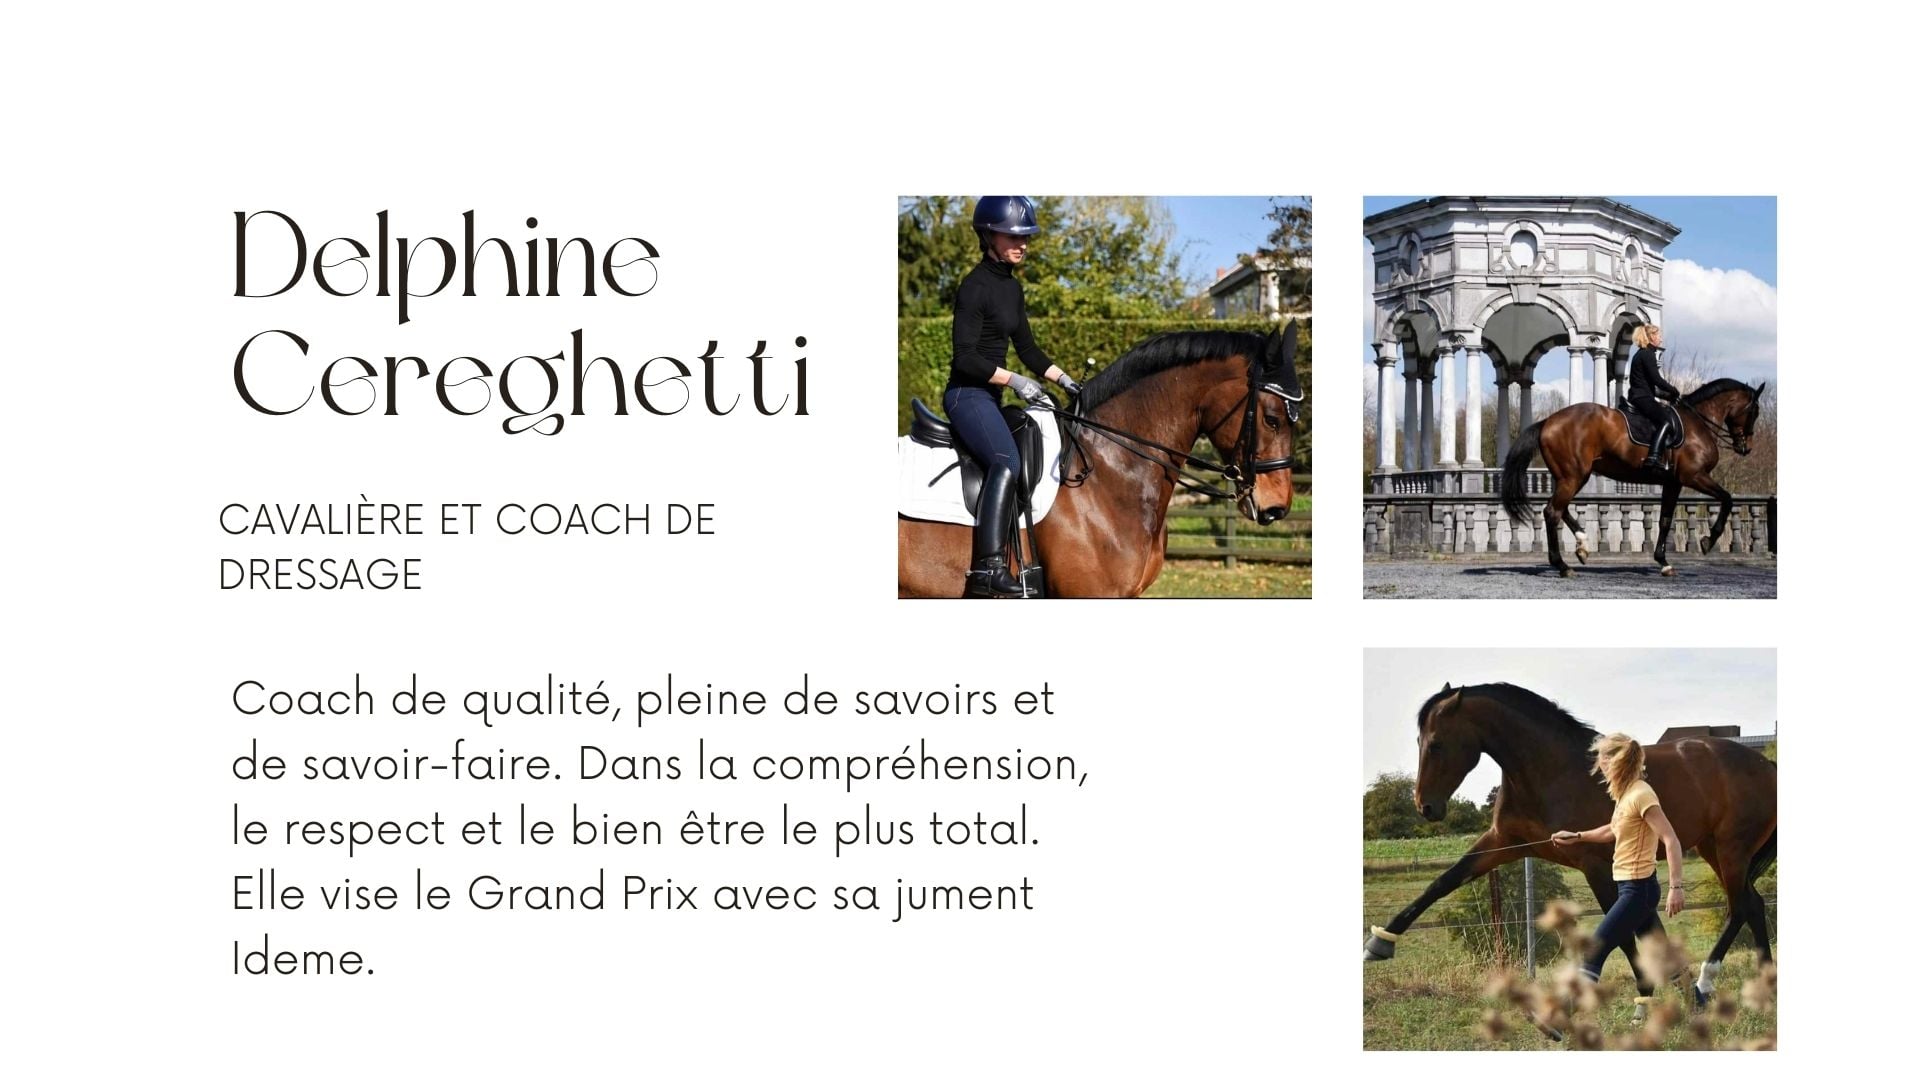 Delphine
Cereghetti
CAVALIÈRE ET COACH DE
DRESSAGE
Coach de qualité, pleine de savoirs et
de savoir-faire. Dans la compréhension,
le respect et le bien être le plus total.
Elle vise le Grand Prix avec sa jument
Ideme.